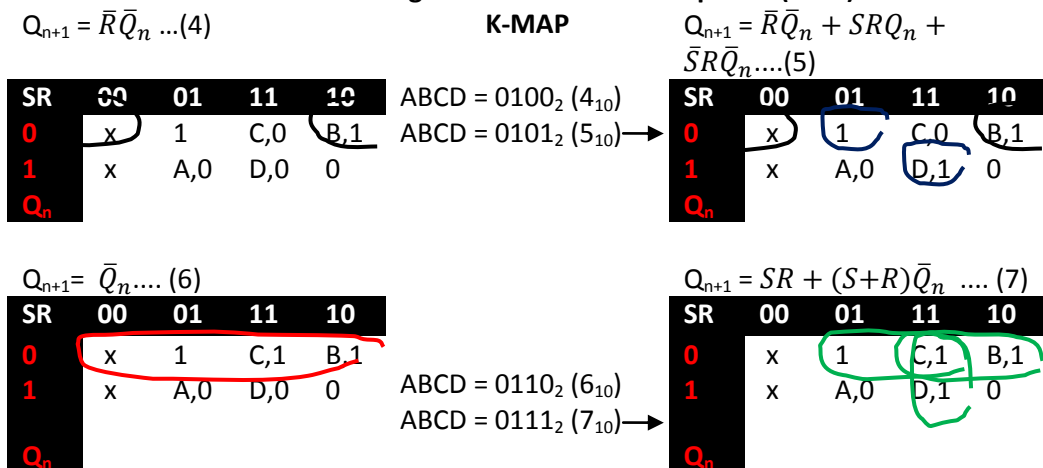 Qₙ₊₁ = R̄Q̄ₙ …(4)
K-MAP
Qₙ₊₁ = R̄Q̄ₙ + SRQₙ +
S̄RQ̄ₙ....(5)
SR 00 01 11 10
0 x 1 C,0 B,1
1 x A,0 D,0 0
Qₙ
ABCD = 0100₂ (4₁₀)
ABCD = 0101₂ (5₁₀)
SR 00 01 11 10
0 x 1 C,0 B,1
1 x A,0 D,1 0
Qₙ
Qₙ₊₁= Q̄ₙ.... (6)
SR 00 01 11 10
0 x 1 C,1 B,1
1 x A,0 D,0 0
Qₙ
ABCD = 0110₂ (6₁₀)
ABCD = 0111₂ (7₁₀)
Qₙ₊₁ = SR + (S+R)Q̄ₙ .... (7)
SR 00 01 11 10
0 x 1 C,1 B,1
1 x A,0 D,1 0
Qₙ